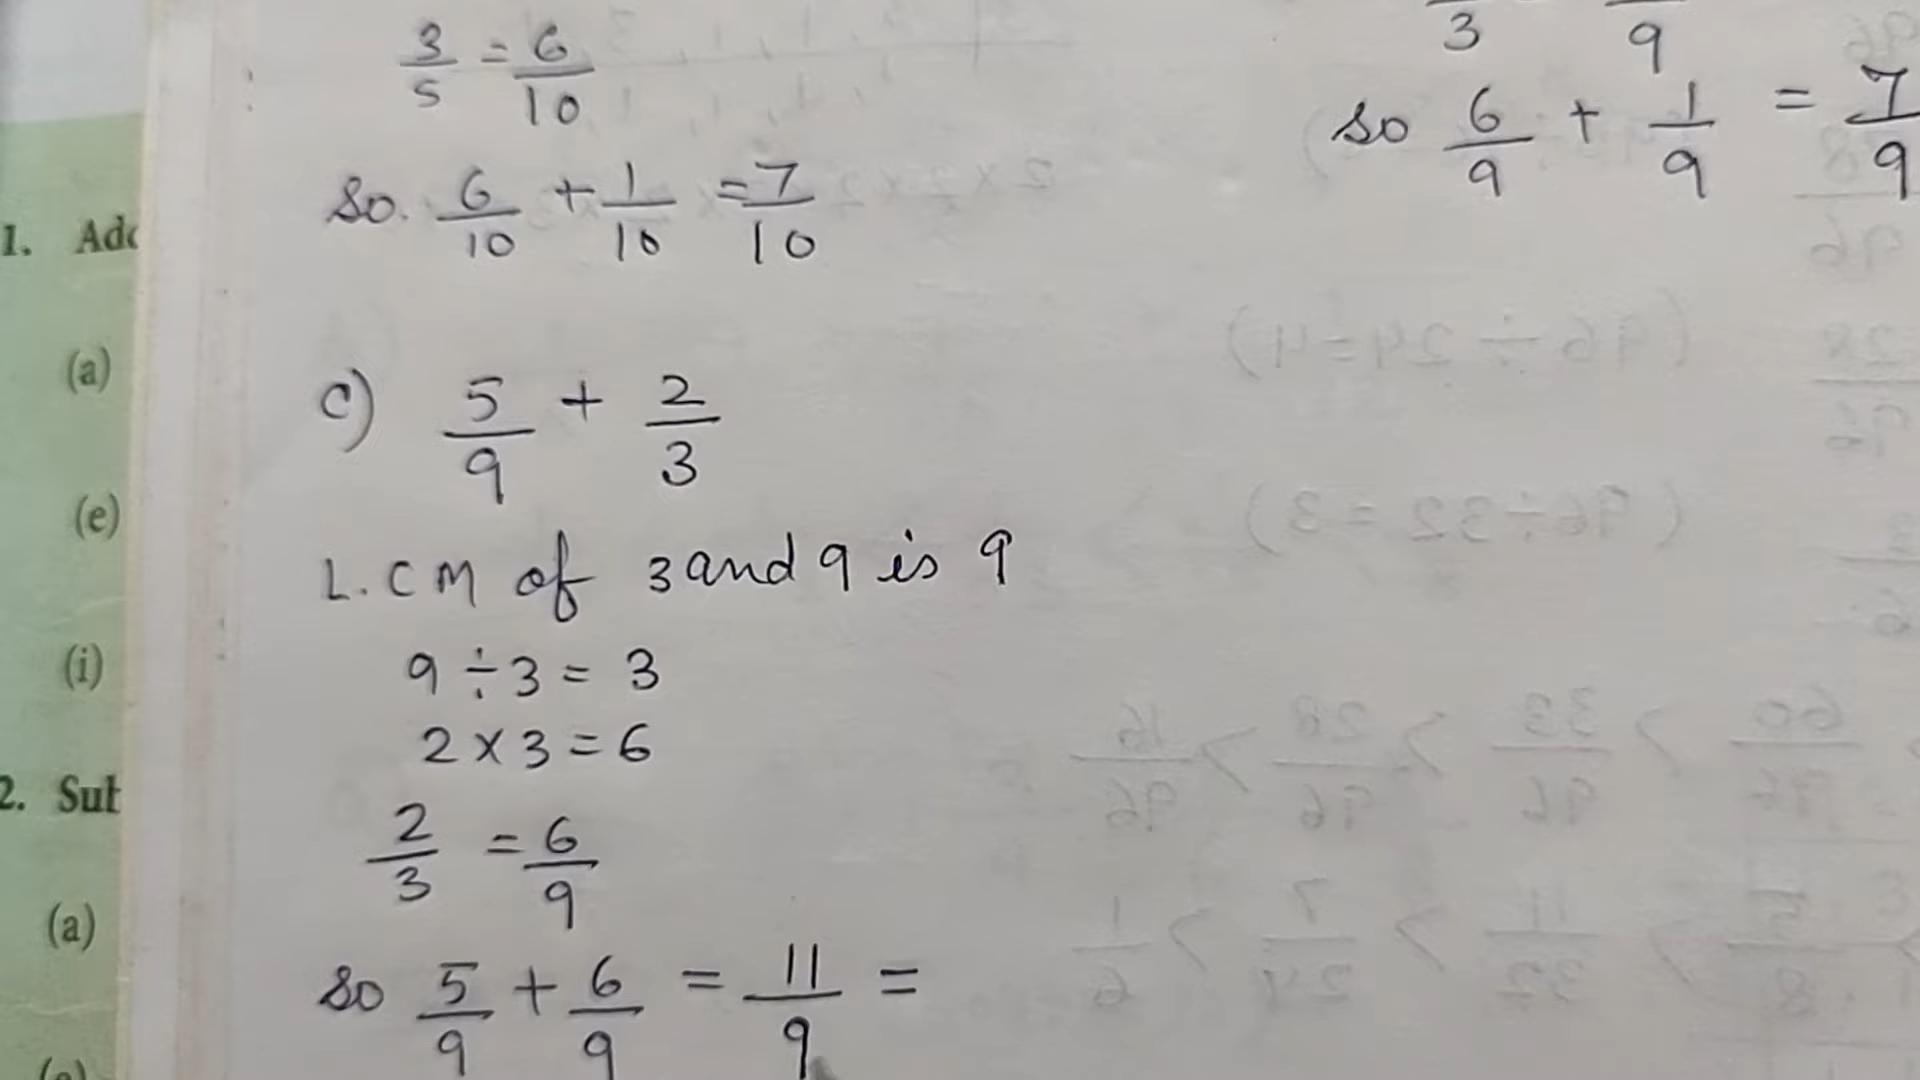 3/5 = 6/10
So. 6/10 + 1/10 = 7/10
c) 5/9 + 2/3
L.CM of 3 and 9 is 9
9 ÷ 3 = 3
2 × 3 = 6
2/3 = 6/9
so 5/9 + 6/9 = 11/9 =
3 9
so 6/9 + 1/9 = 7/9
1. Add
(a)
(e)
(i)
2. Sut
(a)